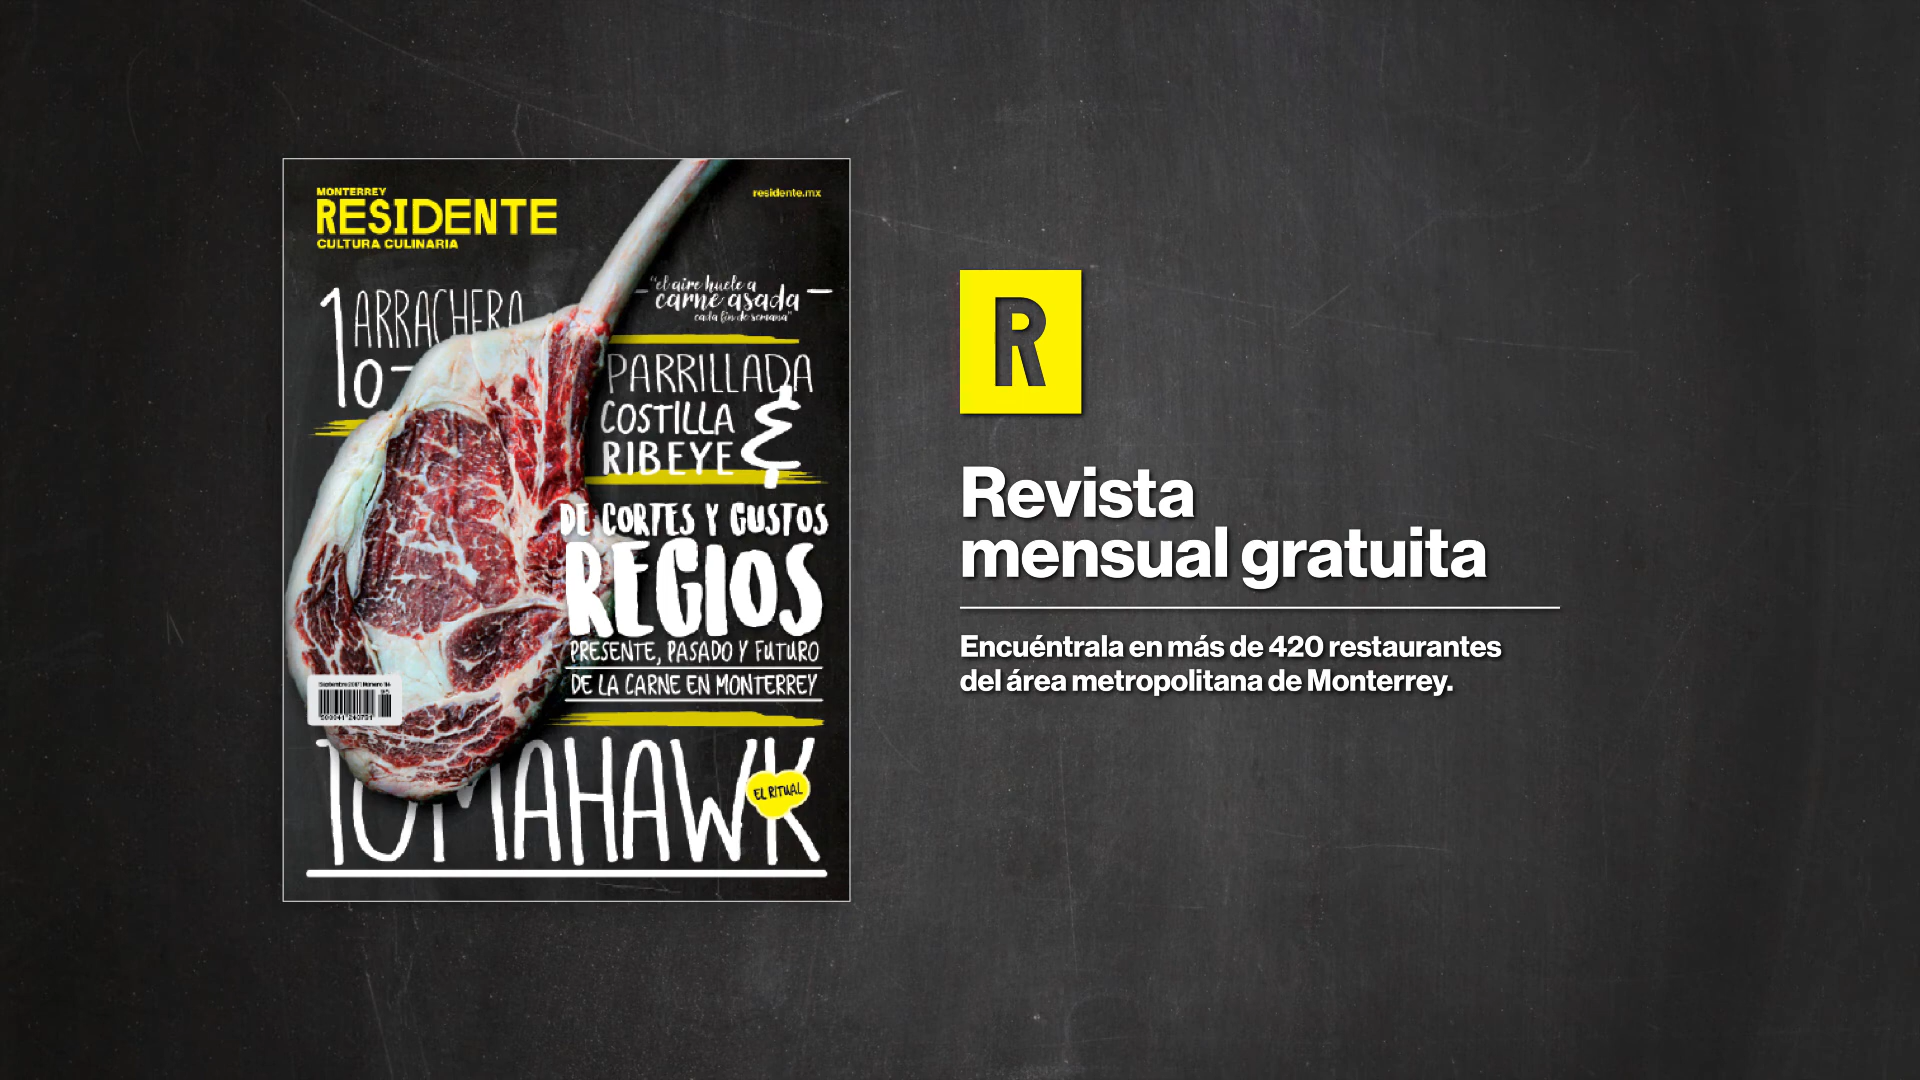 MONTERREY
RESIDENTE
CULTURA CULINARIA
residente.mx
1 ARRACHERA
"el aire huele a
carne asada
cada fin de semana"
PARRILLADA
COSTILLA &
RIBEYE
DE CORTES Y GUSTOS
REGIOS
PRESENTE, PASADO Y FUTURO
DE LA CARNE EN MONTERREY
TOMAHAWK
EL RITUAL
R
Revista
mensual gratuita
Encuéntrala en más de 420 restaurantes
del área metropolitana de Monterrey.